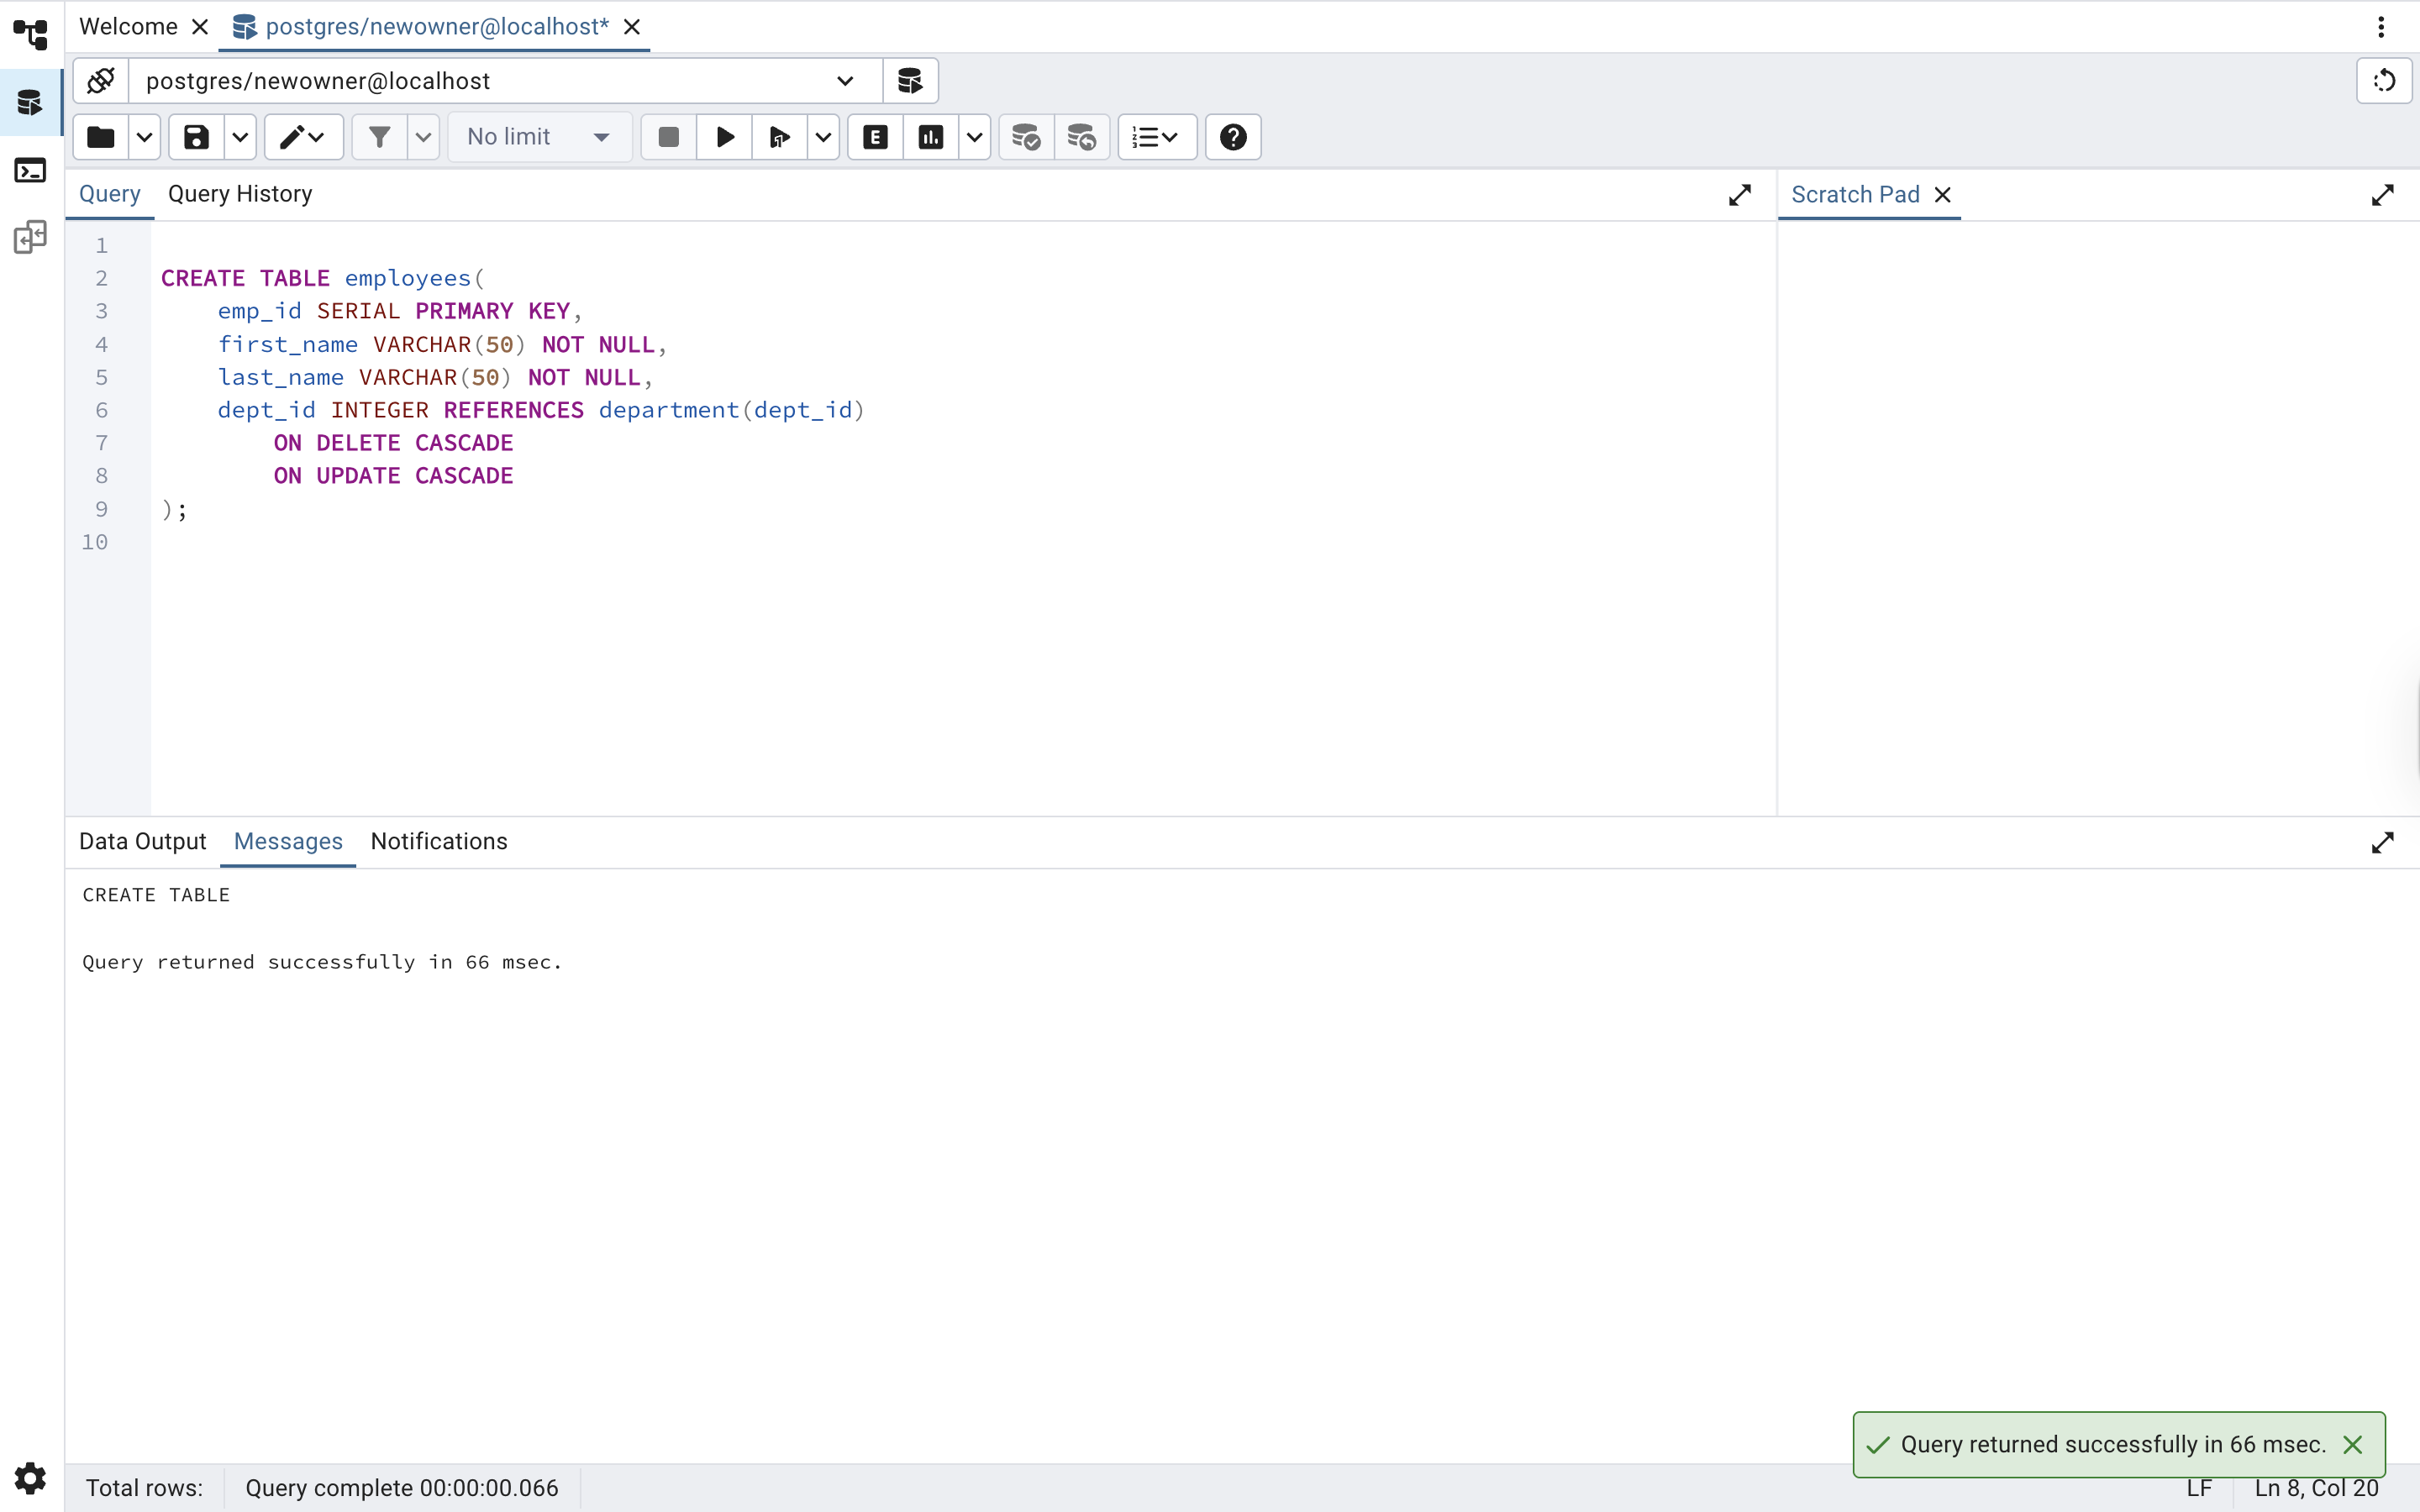 Welcome
postgres/newowner@localhost*
postgres/newowner@localhost
No limit
E
Query
Query History
Scratch Pad
1
2 CREATE TABLE employees(
3     emp_id SERIAL PRIMARY KEY,
4     first_name VARCHAR(50) NOT NULL,
5     last_name VARCHAR(50) NOT NULL,
6     dept_id INTEGER REFERENCES department(dept_id)
7         ON DELETE CASCADE
8         ON UPDATE CASCADE
9 );
10
Data Output
Messages
Notifications
CREATE TABLE
Query returned successfully in 66 msec.
Query returned successfully in 66 msec.
Total rows:
Query complete 00:00:00.066
LF
Ln 8, Col 20